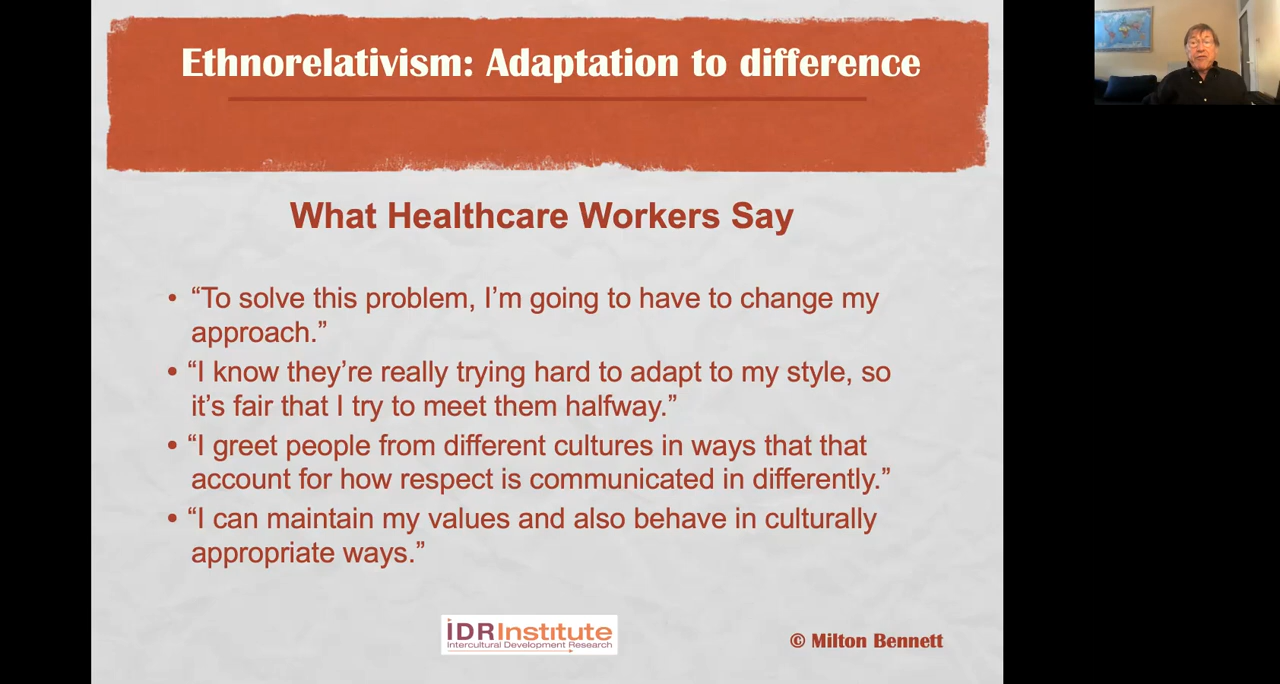 Ethnorelativism: Adaptation to difference
What Healthcare Workers Say
• “To solve this problem, I’m going to have to change my
approach.”
• “I know they’re really trying hard to adapt to my style, so
it’s fair that I try to meet them halfway.”
• “I greet people from different cultures in ways that that
account for how respect is communicated in differently.”
• “I can maintain my values and also behave in culturally
appropriate ways.”
IDRInstitute
Intercultural Development Research
© Milton Bennett